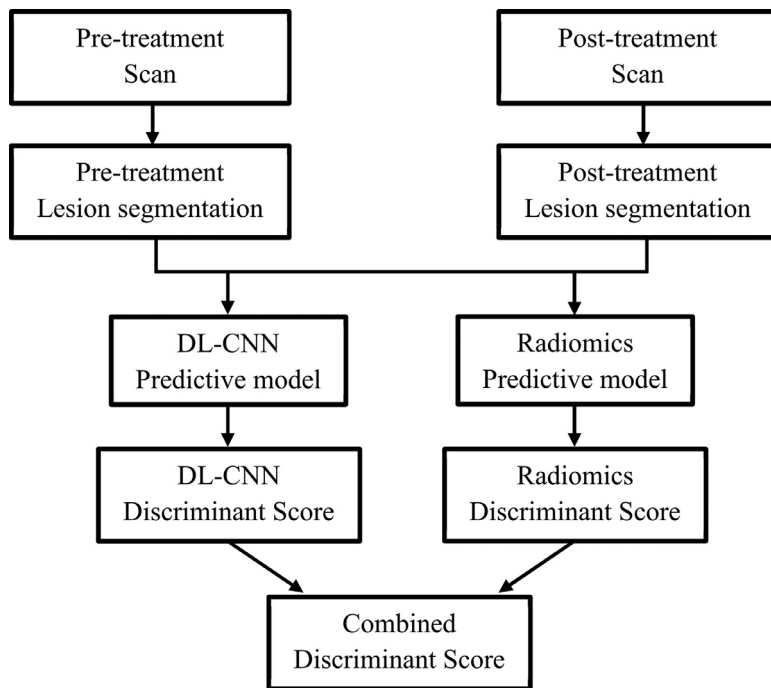 Pre-treatment
Scan
Post-treatment
Scan
Pre-treatment
Lesion segmentation
Post-treatment
Lesion segmentation
DL-CNN
Predictive model
Radiomics
Predictive model
DL-CNN
Discriminant Score
Radiomics
Discriminant Score
Combined
Discriminant Score